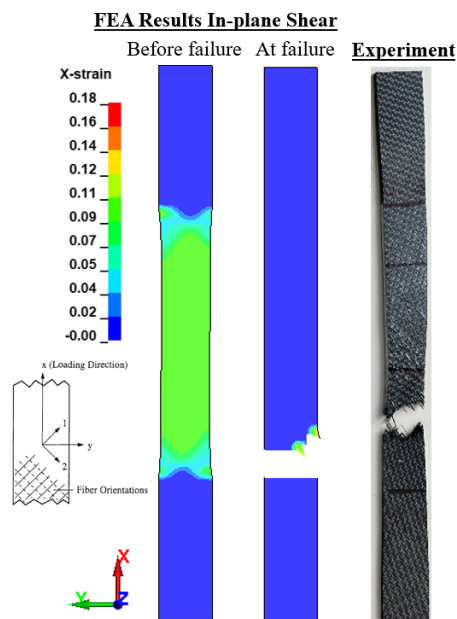 FEA Results In-plane Shear
Before failure At failure Experiment
X-strain
0.18
0.16
0.14
0.12
0.11
0.09
0.07
0.05
0.04
0.02
-0.00
x (Loading Direction)
1
y
2
Fiber Orientations
X
Y
Z